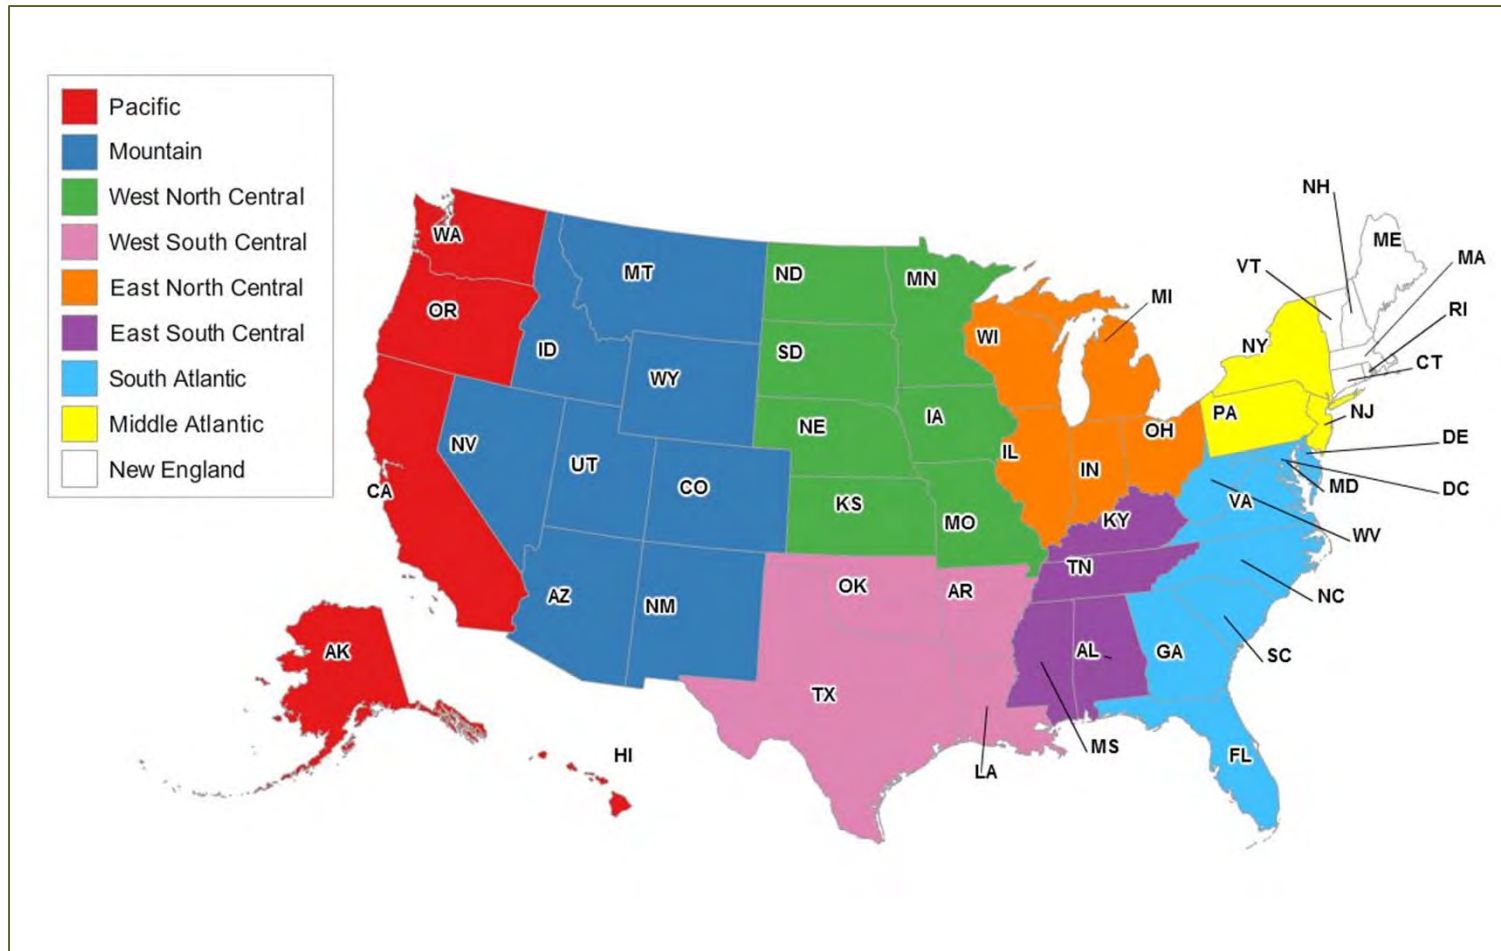 Pacific
Mountain
West North Central
West South Central
East North Central
East South Central
South Atlantic
Middle Atlantic
New England
WA
OR
CA
NV
ID
MT
WY
UT
CO
AZ
NM
ND
SD
NE
KS
MN
IA
MO
OK
AR
TX
LA
WI
MI
IL
IN
OH
KY
TN
MS
AL
GA
FL
SC
NC
VA
WV
DC
MD
DE
PA
NJ
NY
CT
RI
MA
VT
NH
ME
AK
HI